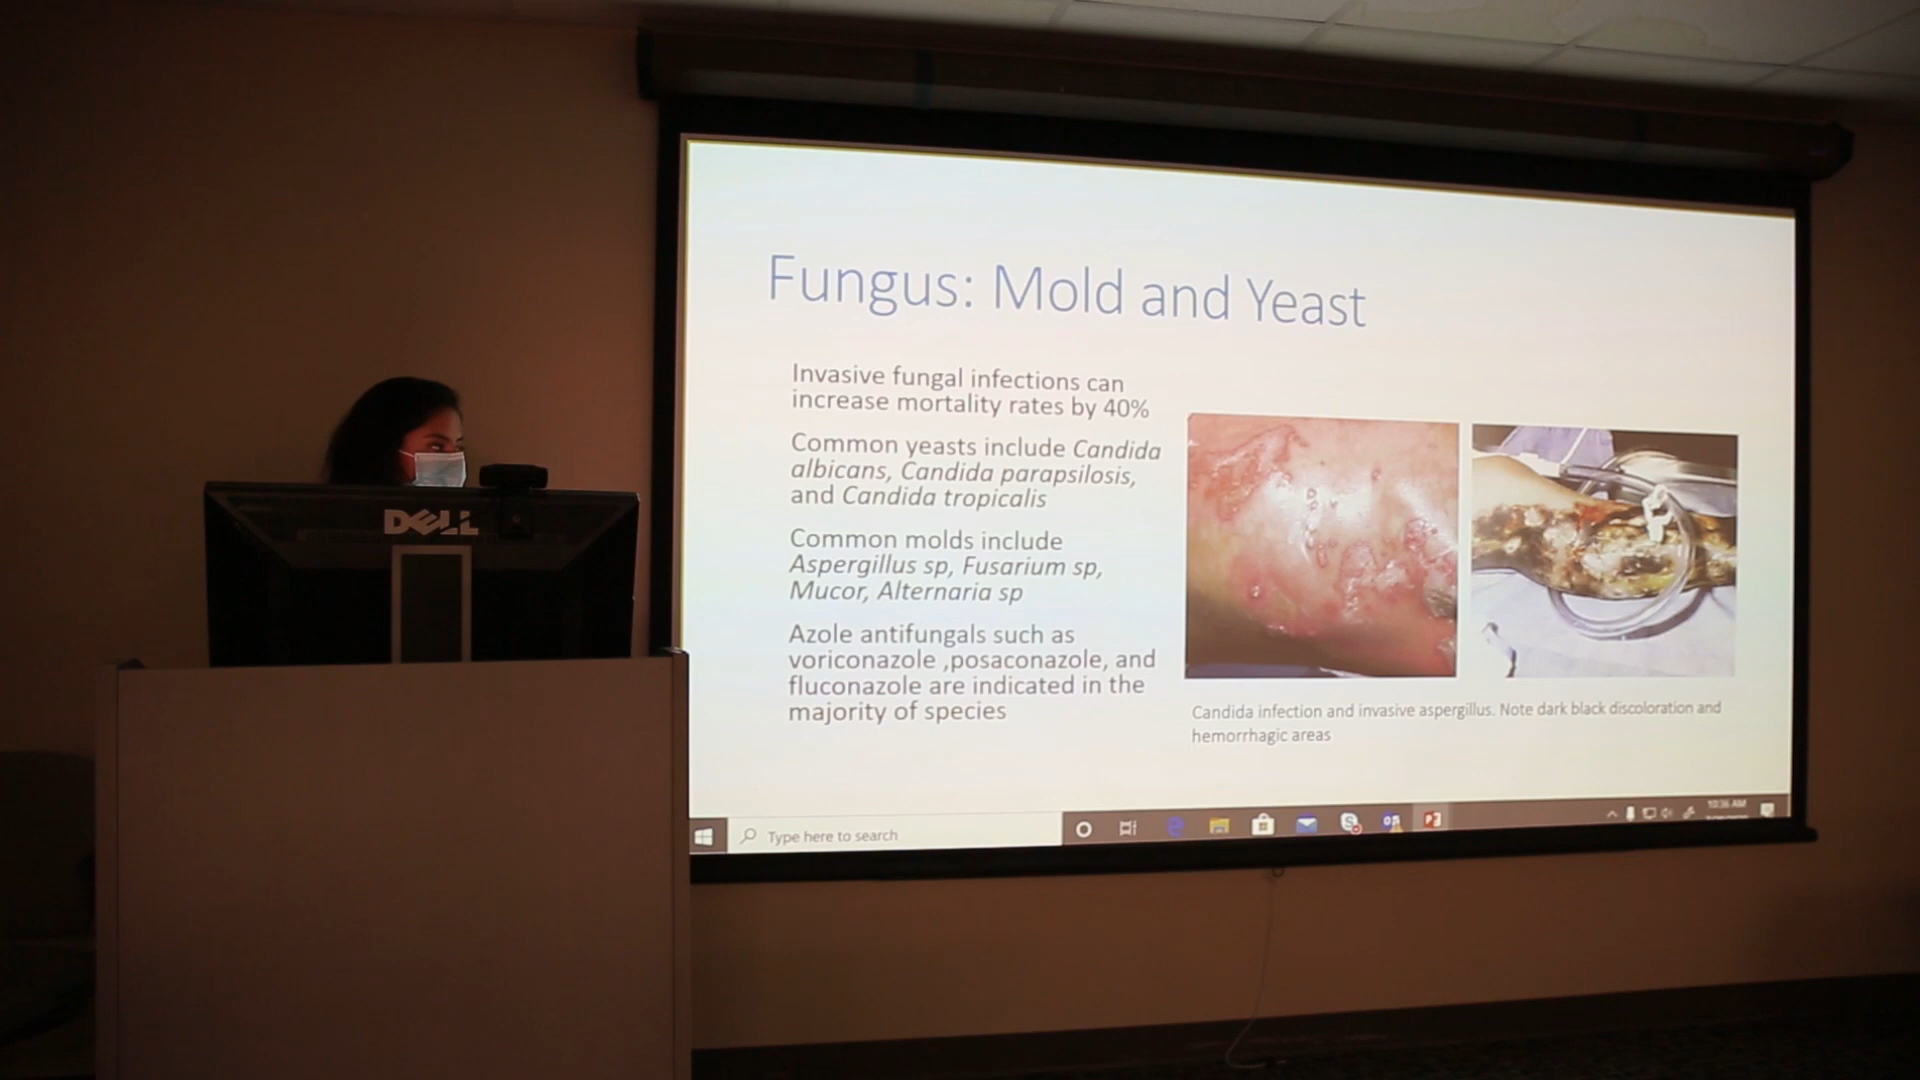 Fungus: Mold and Yeast
Invasive fungal infections can
increase mortality rates by 40%
Common yeasts include Candida
albicans, Candida parapsilosis,
and Candida tropicalis
Common molds include
Aspergillus sp, Fusarium sp,
Mucor, Alternaria sp
Azole antifungals such as
voriconazole ,posaconazole, and
fluconazole are indicated in the
majority of species
Candida infection and invasive aspergillus. Note dark black discoloration and
hemorrhagic areas
DELL
Type here to search
10:36 AM